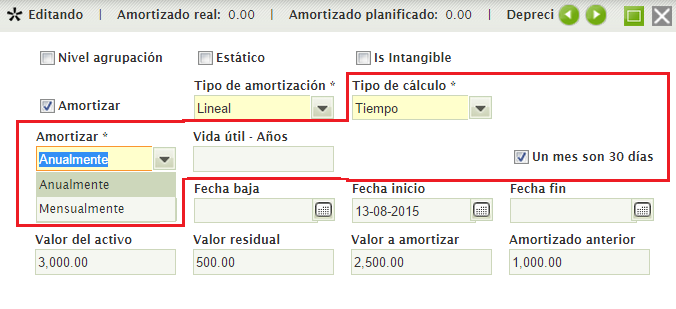 Editando | Amortizado real: 0.00 | Amortizado planificado: 0.00 | Depreci
Nivel agrupación Estático Is Intangible
Tipo de amortización * Tipo de cálculo *
Amortizar Lineal Tiempo
Amortizar * Vida útil - Años
Anualmente Un mes son 30 días
Anualmente
Fecha baja Fecha inicio Fecha fin
Mensualmente 13-08-2015
Valor del activo Valor residual Valor a amortizar Amortizado anterior
3,000.00 500.00 2,500.00 1,000.00